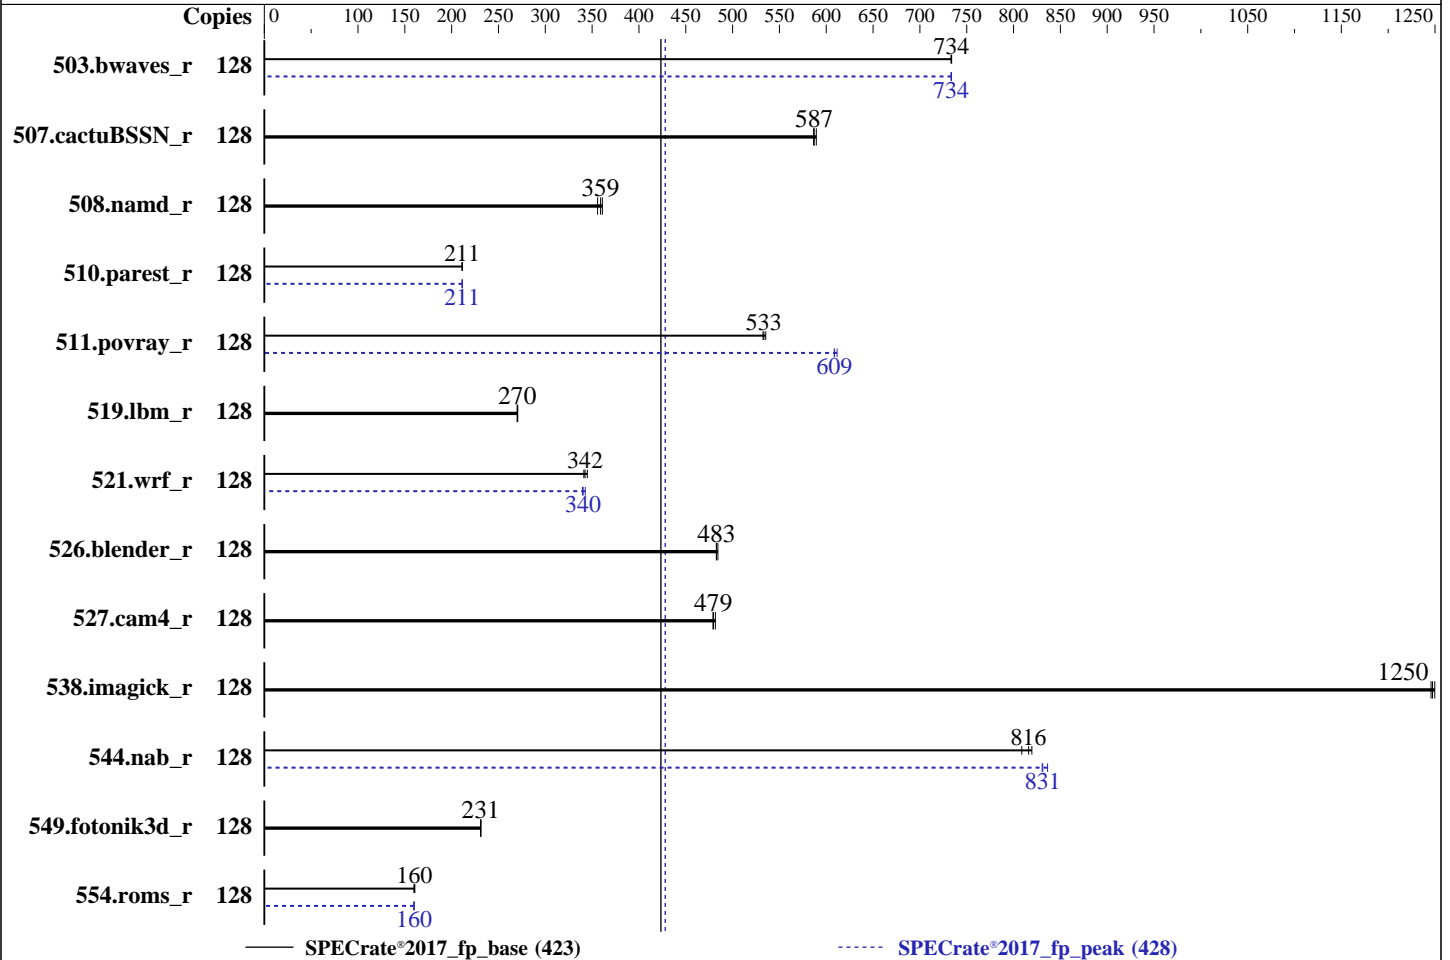 Copies 0 100 150 200 250 300 350 400 450 500 550 600 650 700 750 800 850 900 950 1050 1150 1250
734
503.bwaves_r 128
734
587
507.cactuBSSN_r 128
359
508.namd_r 128
211
510.parest_r 128
211
533
511.povray_r 128
609
270
519.lbm_r 128
342
521.wrf_r 128
340
483
526.blender_r 128
479
527.cam4_r 128
1250
538.imagick_r 128
816
544.nab_r 128
831
231
549.fotonik3d_r 128
160
554.roms_r 128
160
SPECrate®2017_fp_base (423) SPECrate®2017_fp_peak (428)